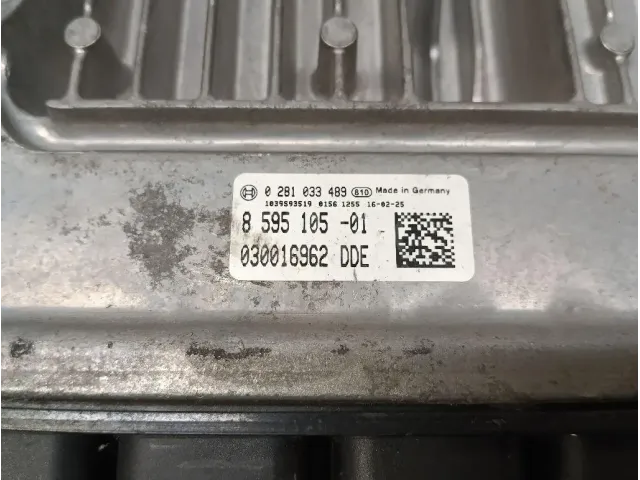 0 281 033 489 810 Made in Germany
1039S93519 0156 1255 16-02-25
8 595 105 -01
030016962 DDE